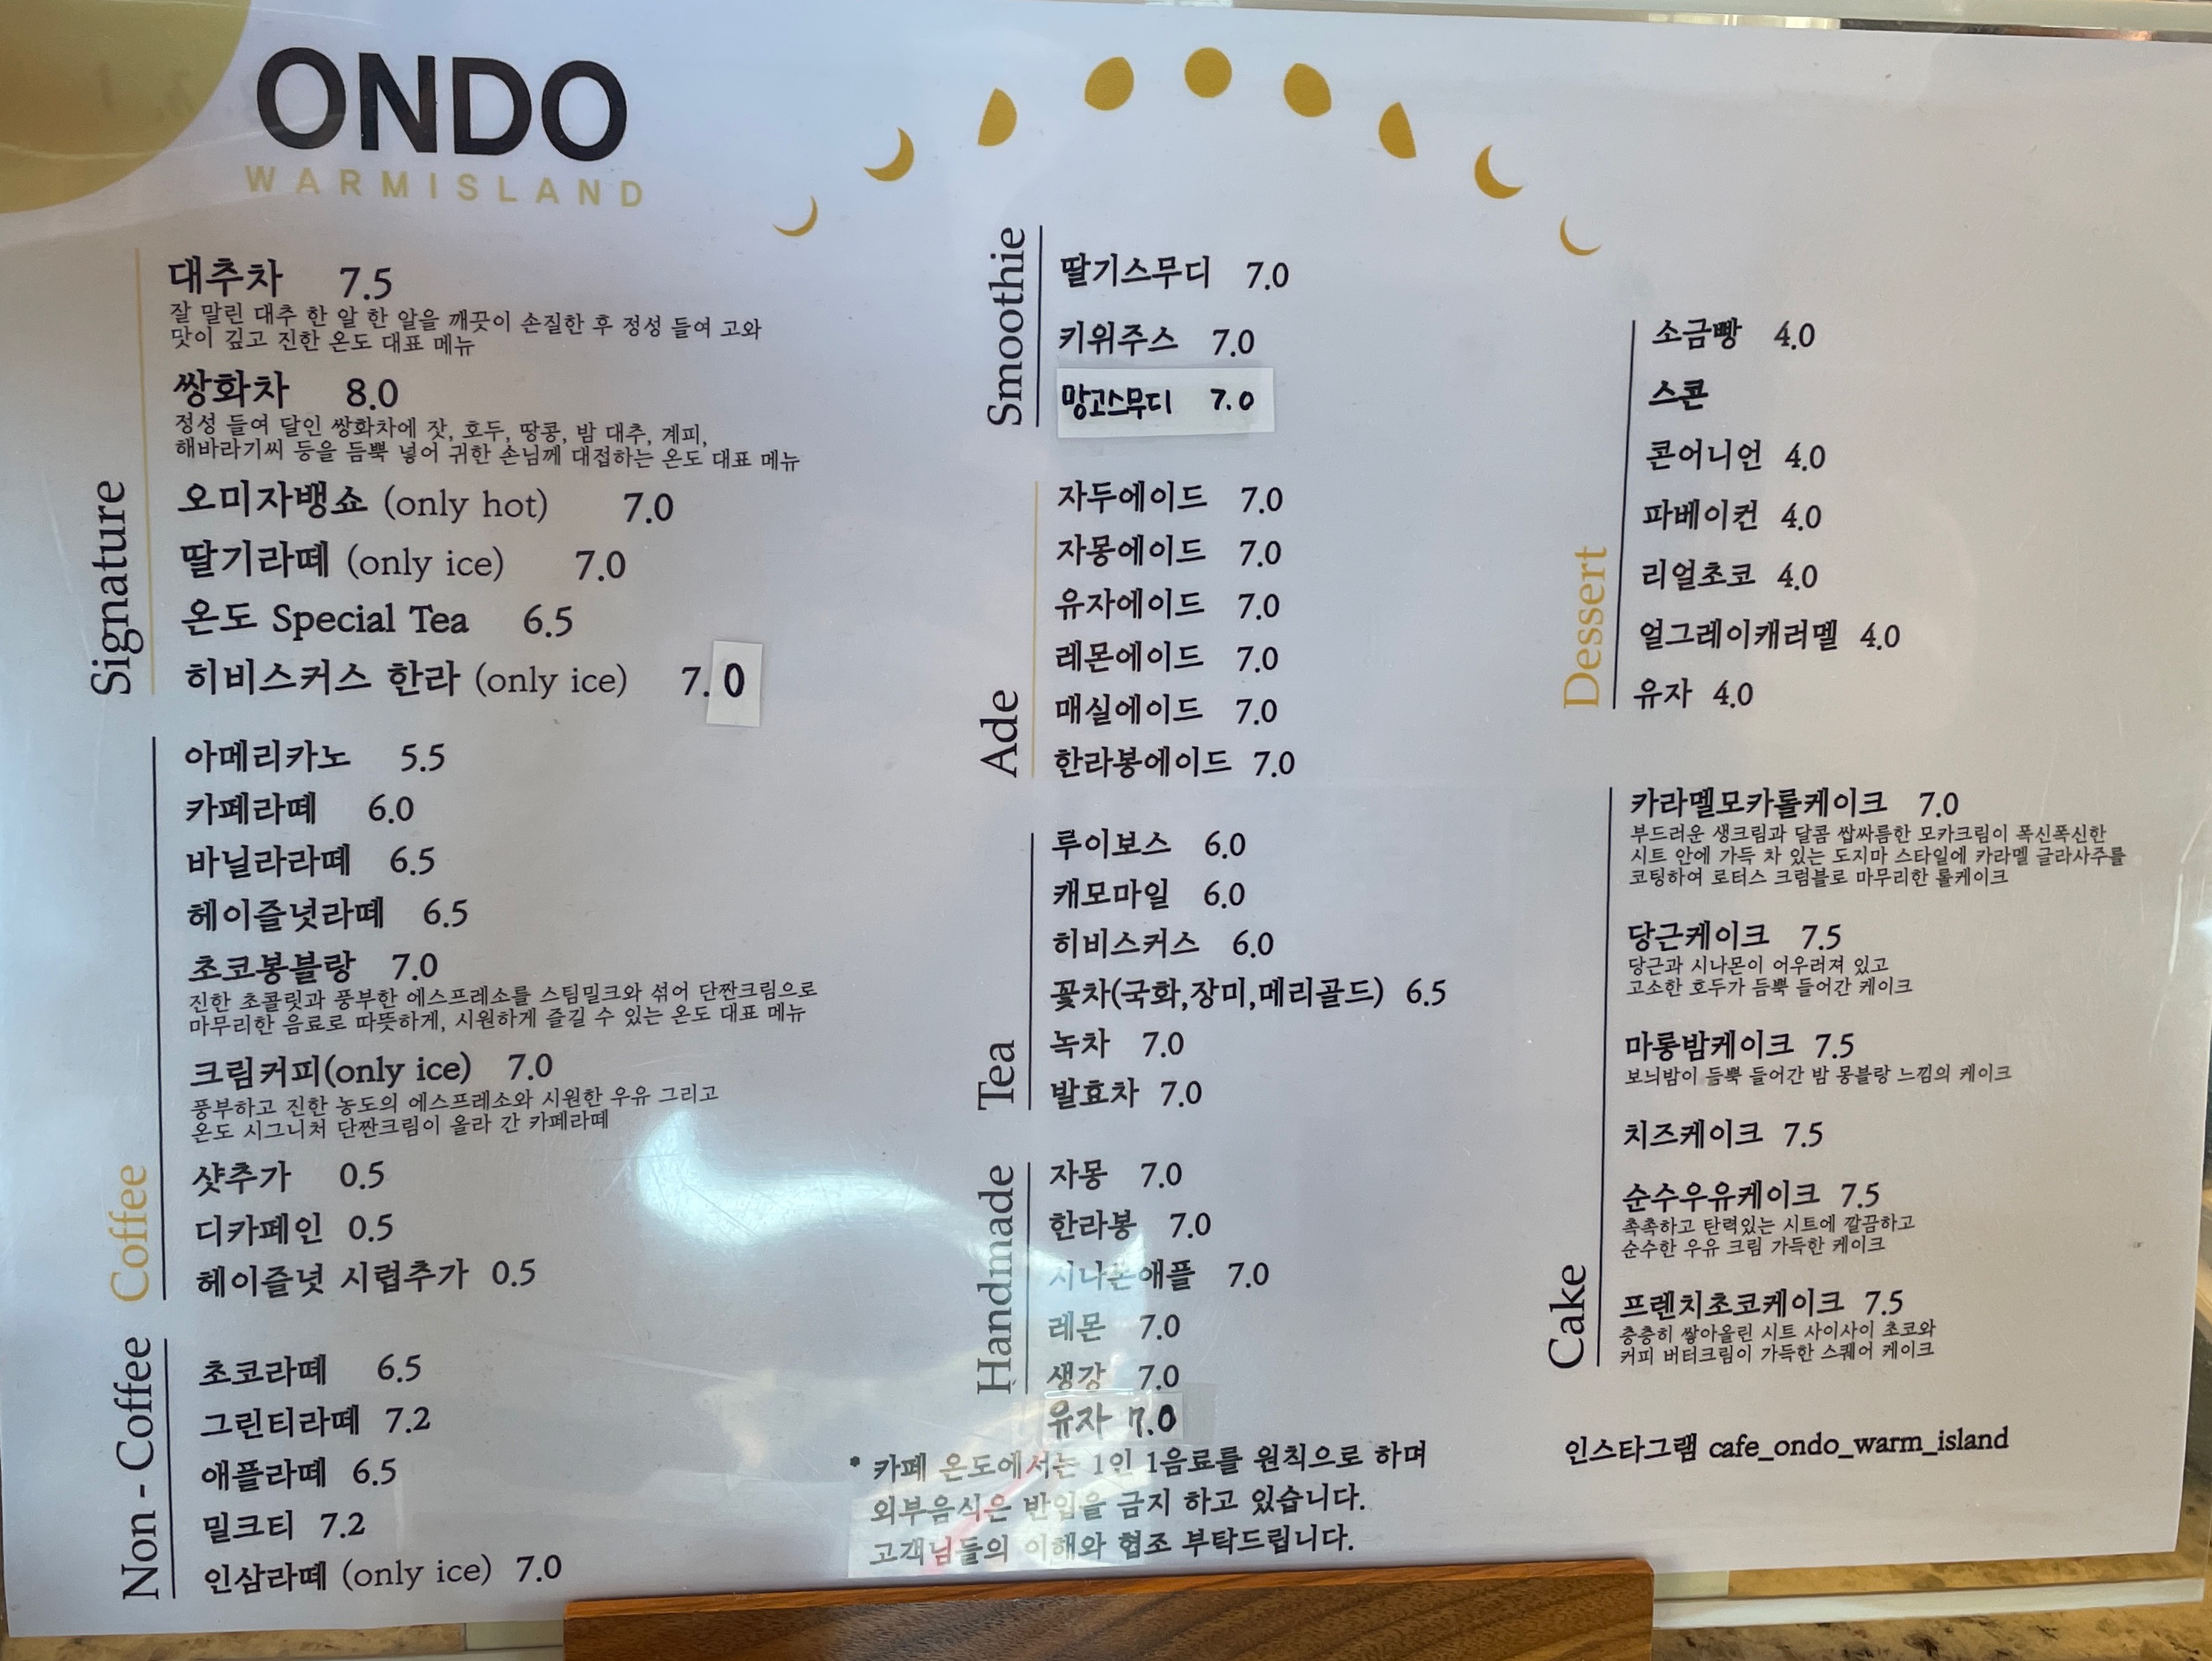 ONDO
WARMISLAND
Signature
대추차 7.5
잘 말린 대추 한 알 한 알을 깨끗이 손질한 후 정성 들여 고와
맛이 깊고 진한 온도 대표 메뉴
쌍화차 8.0
정성 들여 달인 쌍화차에 잣, 호두, 땅콩, 밤 대추, 계피,
해바라기씨 등을 듬뿍 넣어 귀한 손님께 대접하는 온도 대표 메뉴
오미자뱅쇼 (only hot) 7.0
딸기라떼 (only ice) 7.0
온도 Special Tea 6.5
히비스커스 한라 (only ice) 7.0
Coffee
아메리카노 5.5
카페라떼 6.0
바닐라라떼 6.5
헤이즐넛라떼 6.5
초코봉블랑 7.0
진한 초콜릿과 풍부한 에스프레소를 스팀밀크와 섞어 단짠크림으로
마무리한 음료로 따뜻하게, 시원하게 즐길 수 있는 온도 대표 메뉴
크림커피(only ice) 7.0
풍부하고 진한 농도의 에스프레소와 시원한 우유 그리고
온도 시그니처 단짠크림이 올라 간 카페라떼
샷추가 0.5
디카페인 0.5
헤이즐넛 시럽추가 0.5
Non - Coffee
초코라떼 6.5
그린티라떼 7.2
애플라떼 6.5
밀크티 7.2
인삼라떼 (only ice) 7.0
Smoothie
딸기스무디 7.0
키위주스 7.0
망고스무디 7.0
Ade
자두에이드 7.0
자몽에이드 7.0
유자에이드 7.0
레몬에이드 7.0
매실에이드 7.0
한라봉에이드 7.0
Tea
루이보스 6.0
캐모마일 6.0
히비스커스 6.0
꽃차(국화,장미,메리골드) 6.5
녹차 7.0
발효차 7.0
Handmade
자몽 7.0
한라봉 7.0
시나몬애플 7.0
레몬 7.0
생강 7.0
유자 7.0
* 카페 온도에서는 1인 1음료를 원칙으로 하며
외부음식은 반입을 금지 하고 있습니다.
고객님들의 이해와 협조 부탁드립니다.
Dessert
소금빵 4.0
스콘
콘어니언 4.0
파베이컨 4.0
리얼초코 4.0
얼그레이캐러멜 4.0
유자 4.0
Cake
카라멜모카롤케이크 7.0
부드러운 생크림과 달콤 쌉싸름한 모카크림이 폭신폭신한
시트 안에 가득 차 있는 도지마 스타일에 카라멜 글라사주를
코팅하여 로터스 크럼블로 마무리한 롤케이크
당근케이크 7.5
당근과 시나몬이 어우러져 있고
고소한 호두가 듬뿍 들어간 케이크
마롱밤케이크 7.5
보늬밤이 듬뿍 들어간 밤 몽블랑 느낌의 케이크
치즈케이크 7.5
순수우유케이크 7.5
촉촉하고 탄력있는 시트에 깔끔하고
순수한 우유 크림 가득한 케이크
프렌치초코케이크 7.5
층층히 쌓아올린 시트 사이사이 초코와
커피 버터크림이 가득한 스퀘어 케이크
인스타그램 cafe_ondo_warm_island